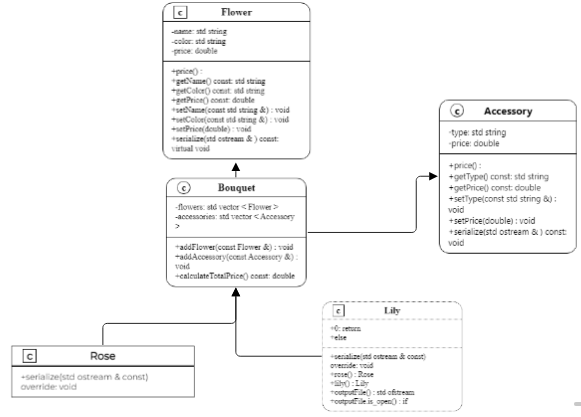 C Flower
-name: std string
-color: std string
-price: double
+price() :
+getName() const: std string
+getColor() const: std string
+getPrice() const: double
+setName(const std string &) : void
+setColor(const std string &) : void
+setPrice(double) : void
+serialize(std ostream & ) const:
virtual void
C Accessory
-type: std string
-price: double
+price() :
+getType() const: std string
+getPrice() const: double
+setType(const std string &) :
void
+setPrice(double) : void
+serialize(std ostream & ) const:
void
C Bouquet
-flowers: std vector < Flower >
-accessories: std vector < Accessory
>
+addFlower(const Flower &) : void
+addAccessory(const Accessory &) :
void
+calculateTotalPrice() const: double
C Lily
+0: return
+else
+serialize(std ostream & const)
override: void
+rose() : Rose
+lily() : Lily
+outputFile() : std ofstream
+outputFile.is_open() : if
C Rose
+serialize(std ostream & const)
override: void